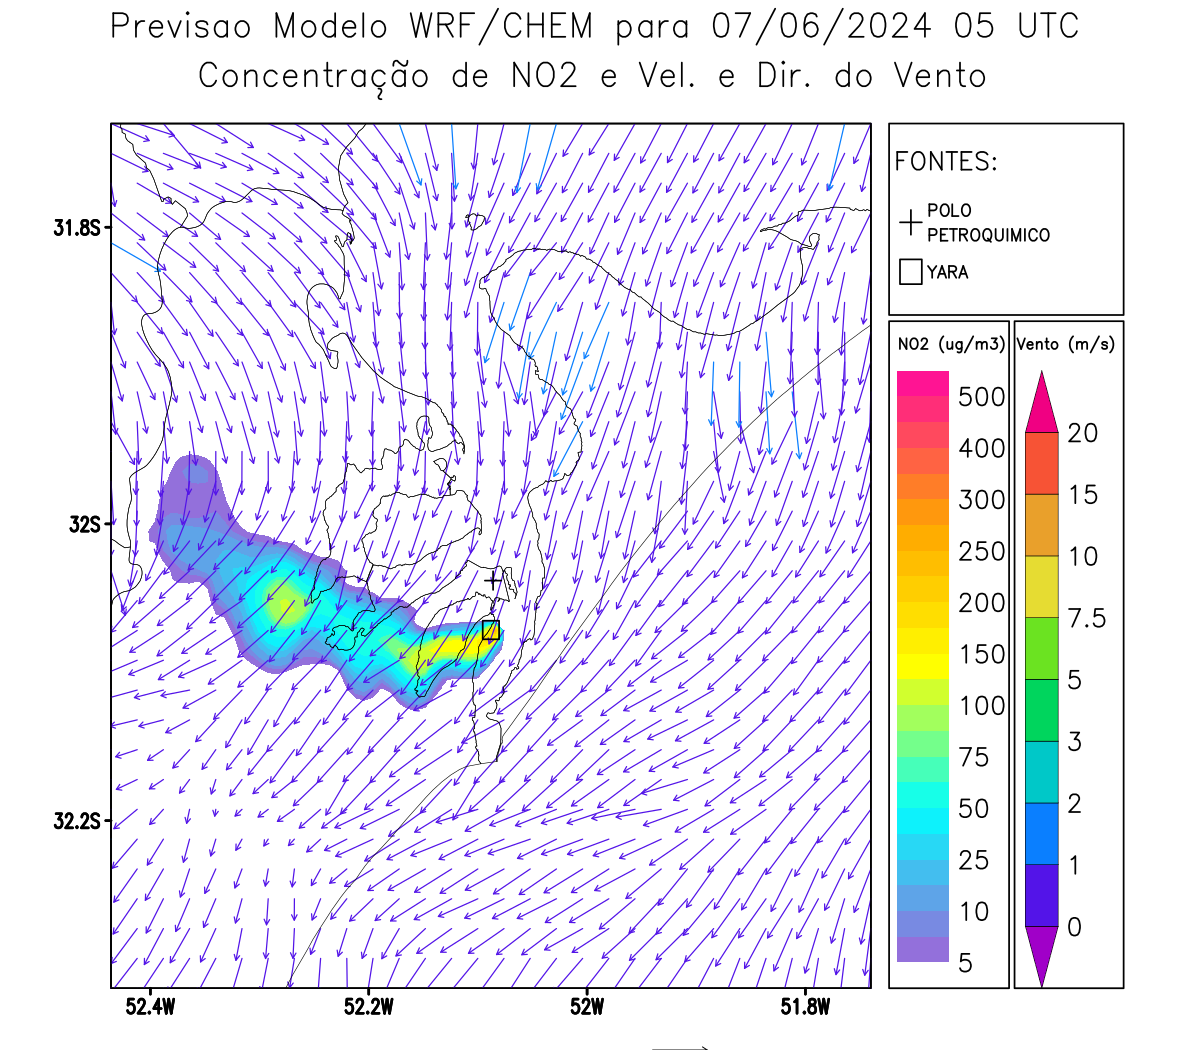 Previsao Modelo WRF/CHEM para 07/06/2024 05 UTC
Concentração de NO2 e Vel. e Dir. do Vento
FONTES:
POLO
PETROQUIMICO
YARA
NO2 (ug/m3)
500
400
300
250
200
150
100
75
50
25
10
5
Vento (m/s)
20
15
10
7.5
5
3
2
1
0
31.8S
32S
32.2S
52.4W
52.2W
52W
51.8W